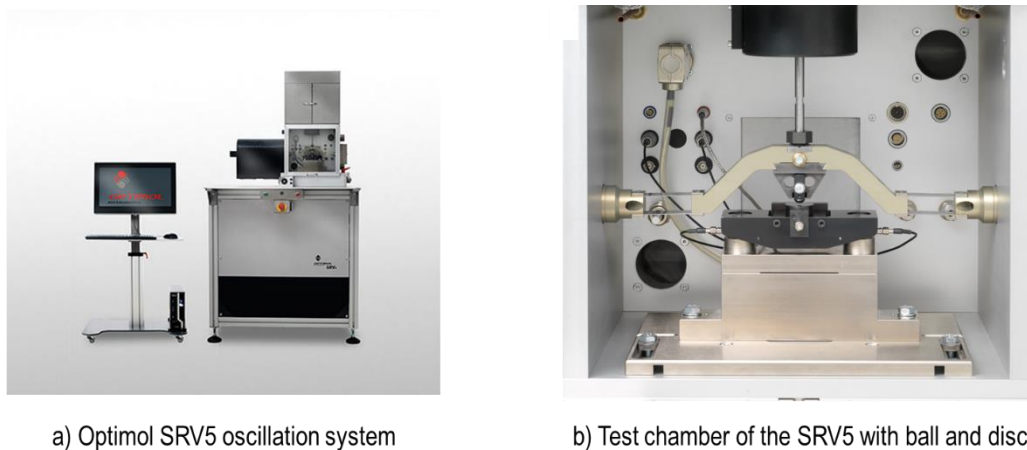 a) Optimol SRV5 oscillation system
b) Test chamber of the SRV5 with ball and disc